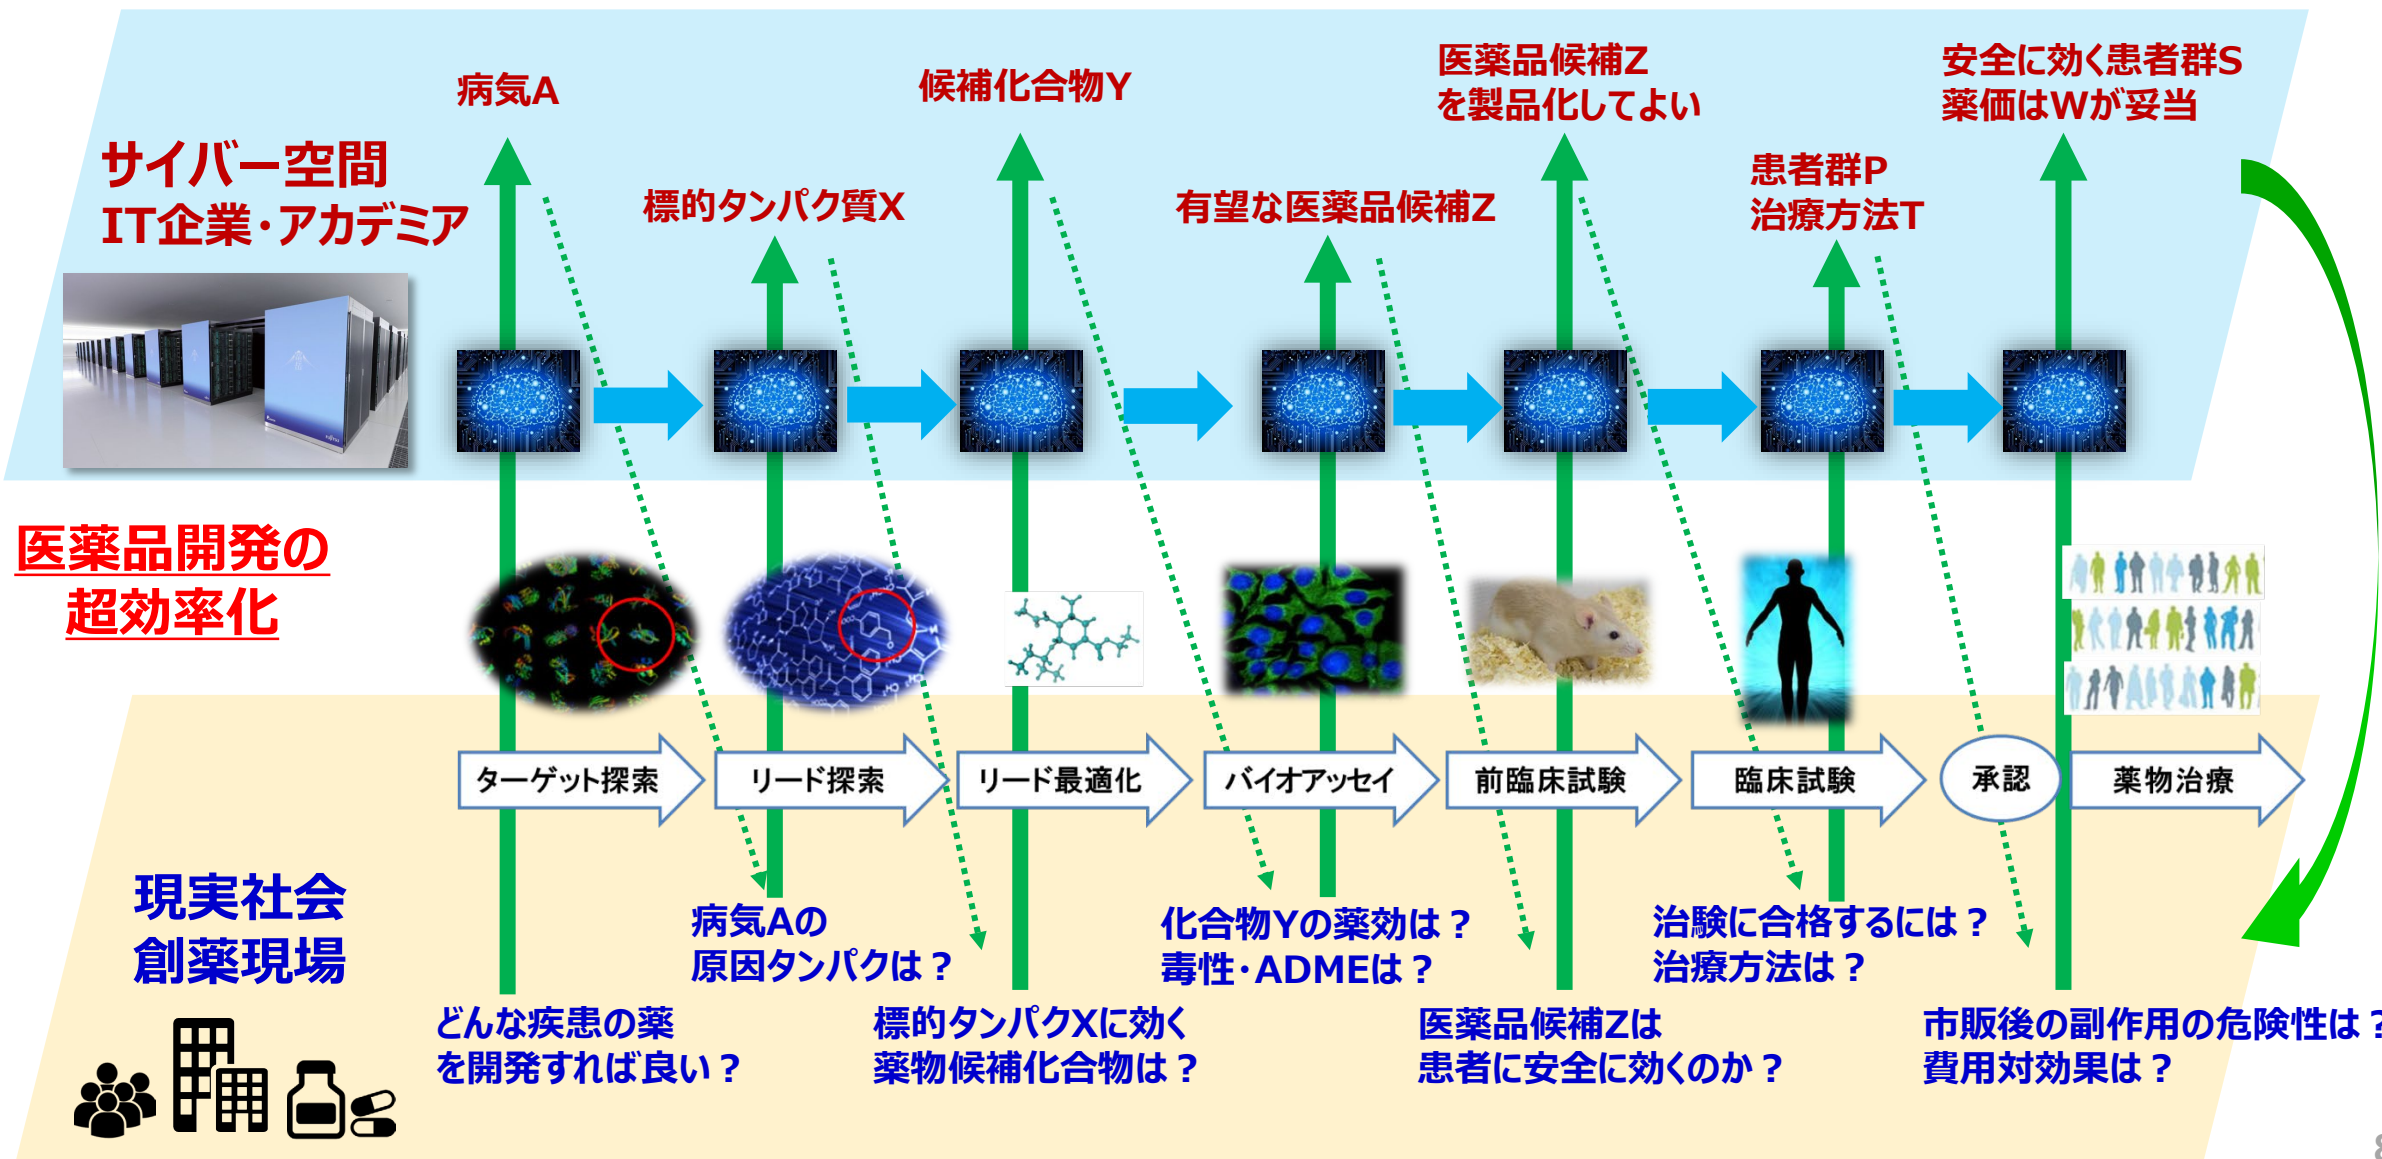 病気A
候補化合物Y
医薬品候補Z
を製品化してよい
安全に効く患者群S
薬価はWが妥当
サイバー空間
IT企業・アカデミア
標的タンパク質X
有望な医薬品候補Z
患者群P
治療方法T
医薬品開発の
超効率化
ターゲット探索
リード探索
リード最適化
バイオアッセイ
前臨床試験
臨床試験
承認
薬物治療
現実社会
創薬現場
病気Aの
原因タンパクは？
化合物Yの薬効は？
毒性・ADMEは？
治験に合格するには？
治療方法は？
どんな疾患の薬
を開発すれば良い？
標的タンパクXに効く
薬物候補化合物は？
医薬品候補Zは
患者に安全に効くのか？
市販後の副作用の危険性は？
費用対効果は？